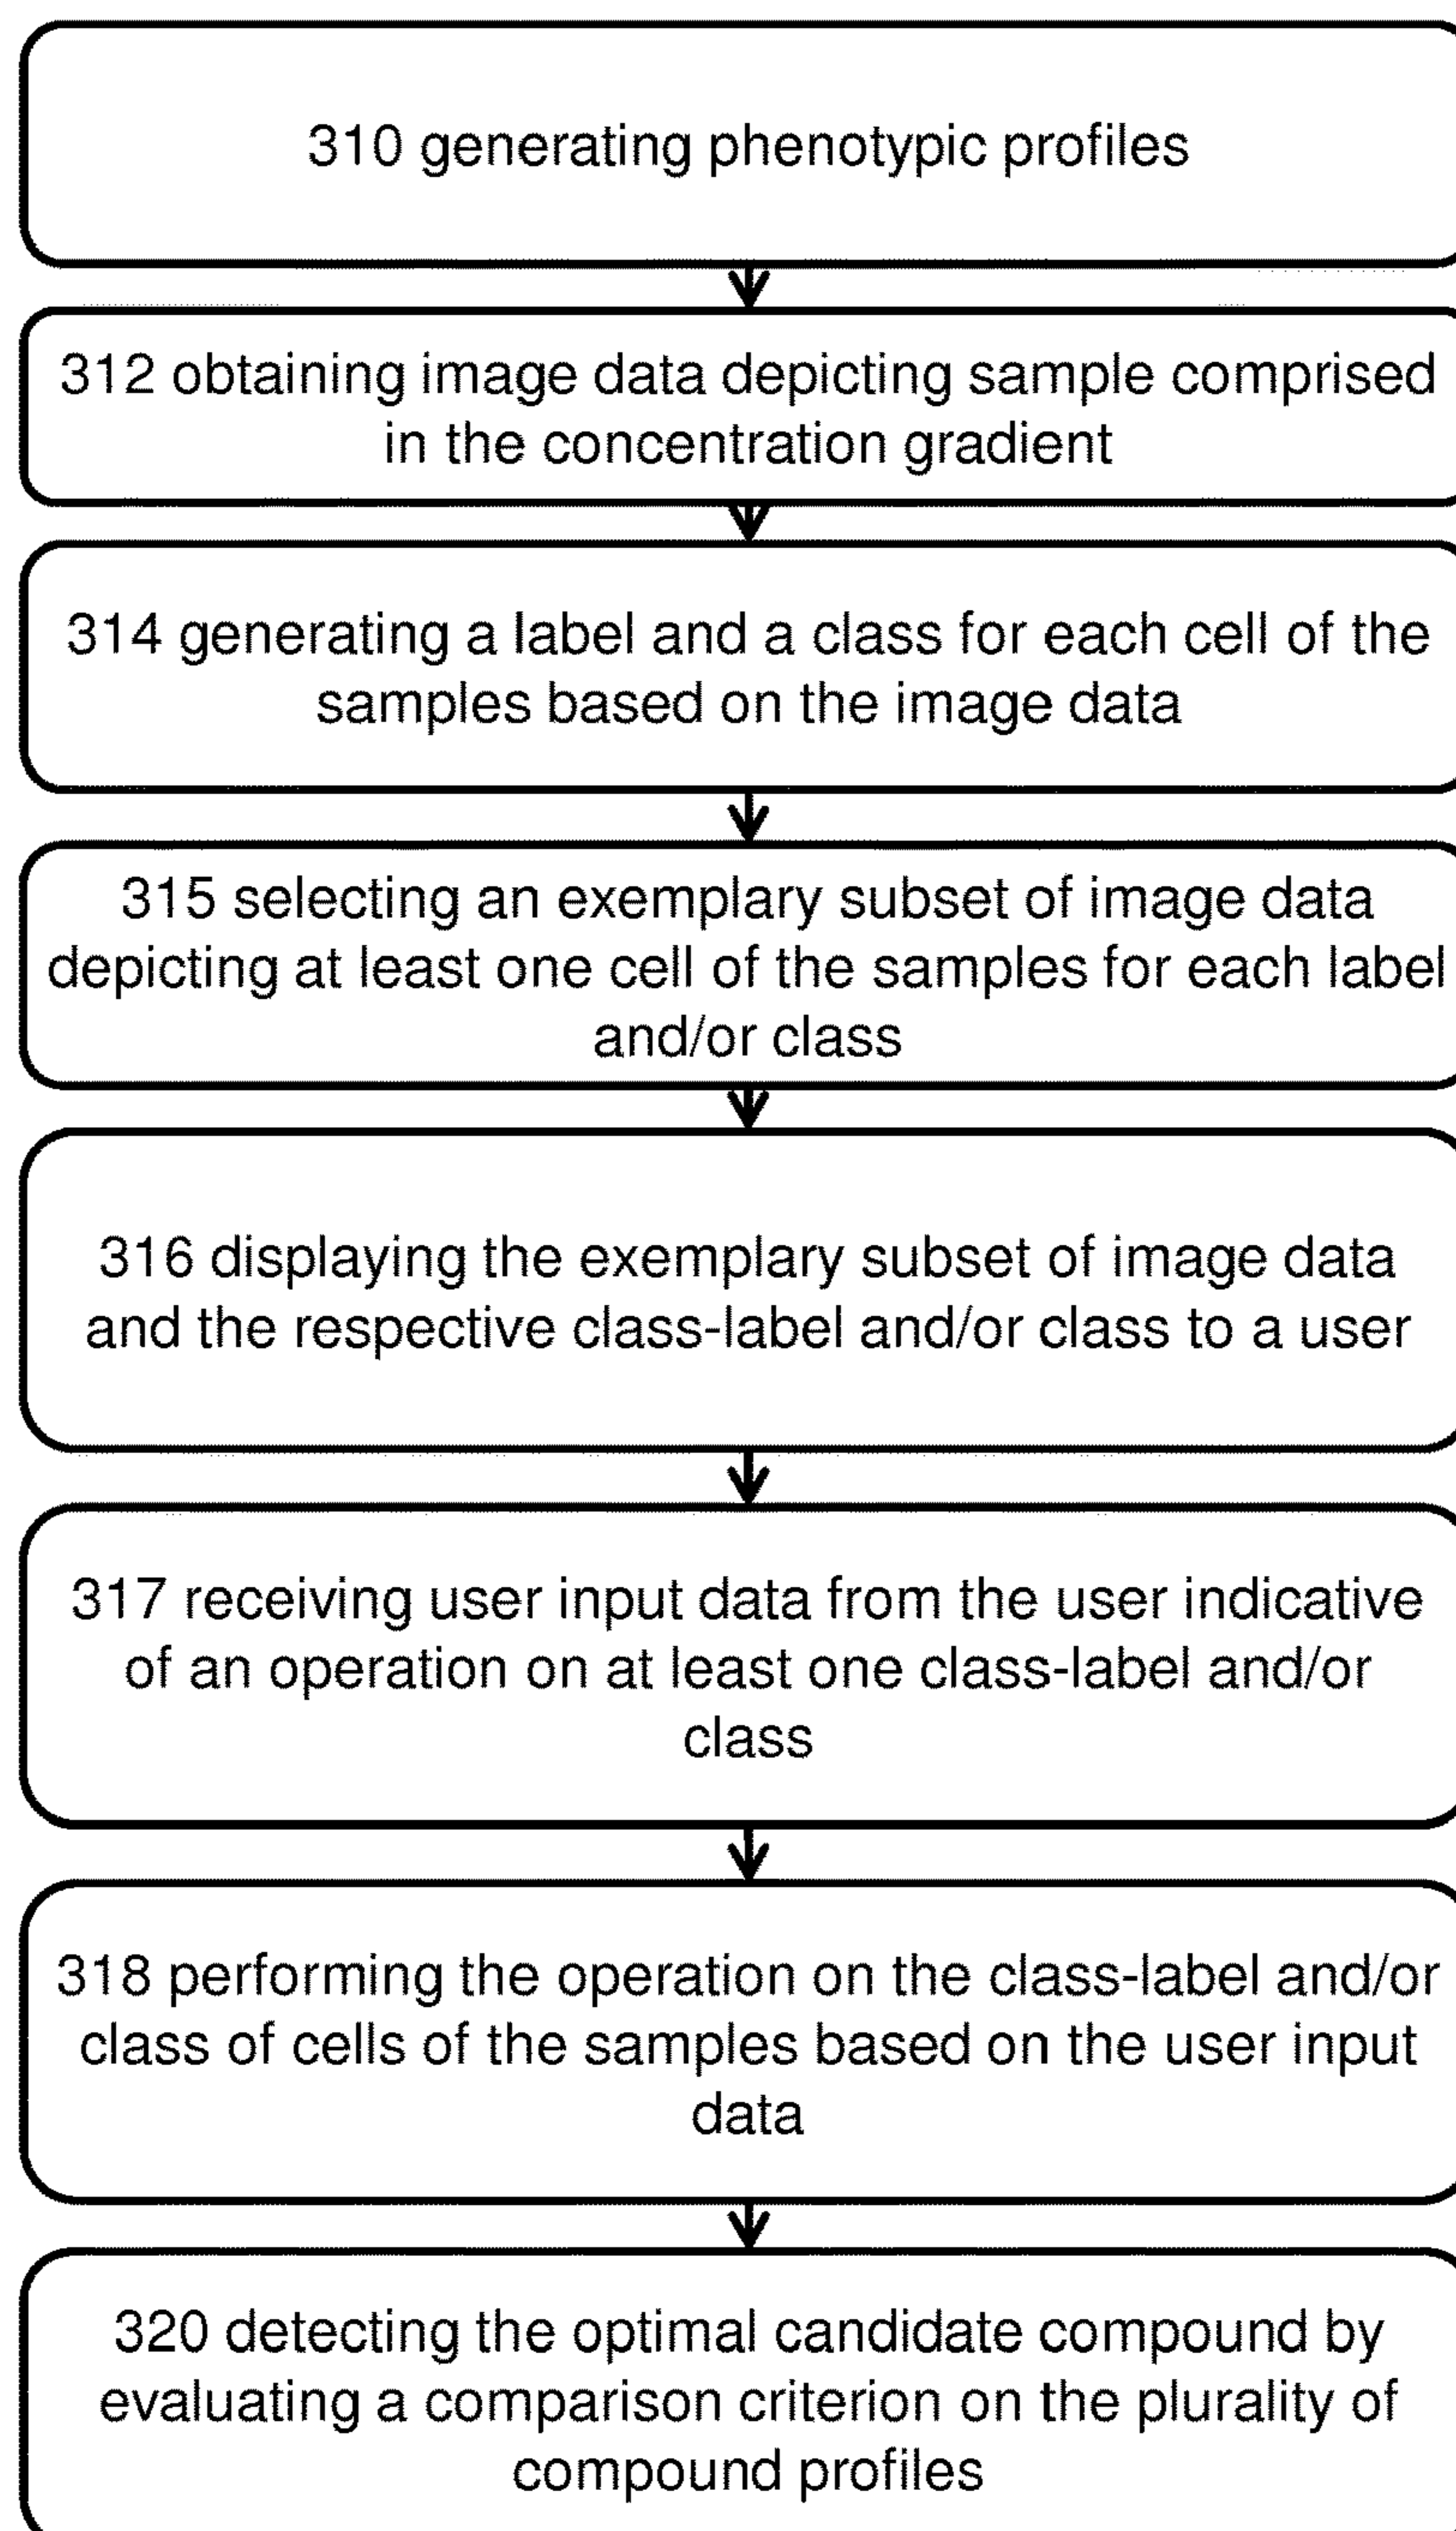 310 generating phenotypic profiles
312 obtaining image data depicting sample comprised
in the concentration gradient
314 generating a label and a class for each cell of the
samples based on the image data
315 selecting an exemplary subset of image data
depicting at least one cell of the samples for each label
and/or class
316 displaying the exemplary subset of image data
and the respective class-label and/or class to a user
317 receiving user input data from the user indicative
of an operation on at least one class-label and/or
class
318 performing the operation on the class-label and/or
class of cells of the samples based on the user input
data
320 detecting the optimal candidate compound by
evaluating a comparison criterion on the plurality of
compound profiles